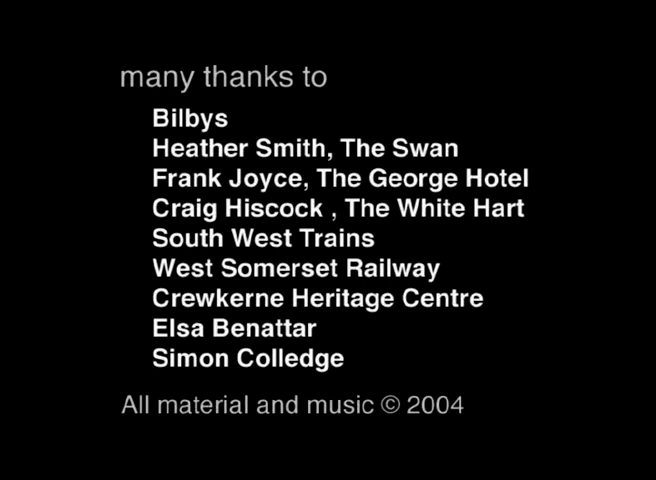 many thanks to
Bilbys
Heather Smith, The Swan
Frank Joyce, The George Hotel
Craig Hiscock , The White Hart
South West Trains
West Somerset Railway
Crewkerne Heritage Centre
Elsa Benattar
Simon Colledge
All material and music © 2004